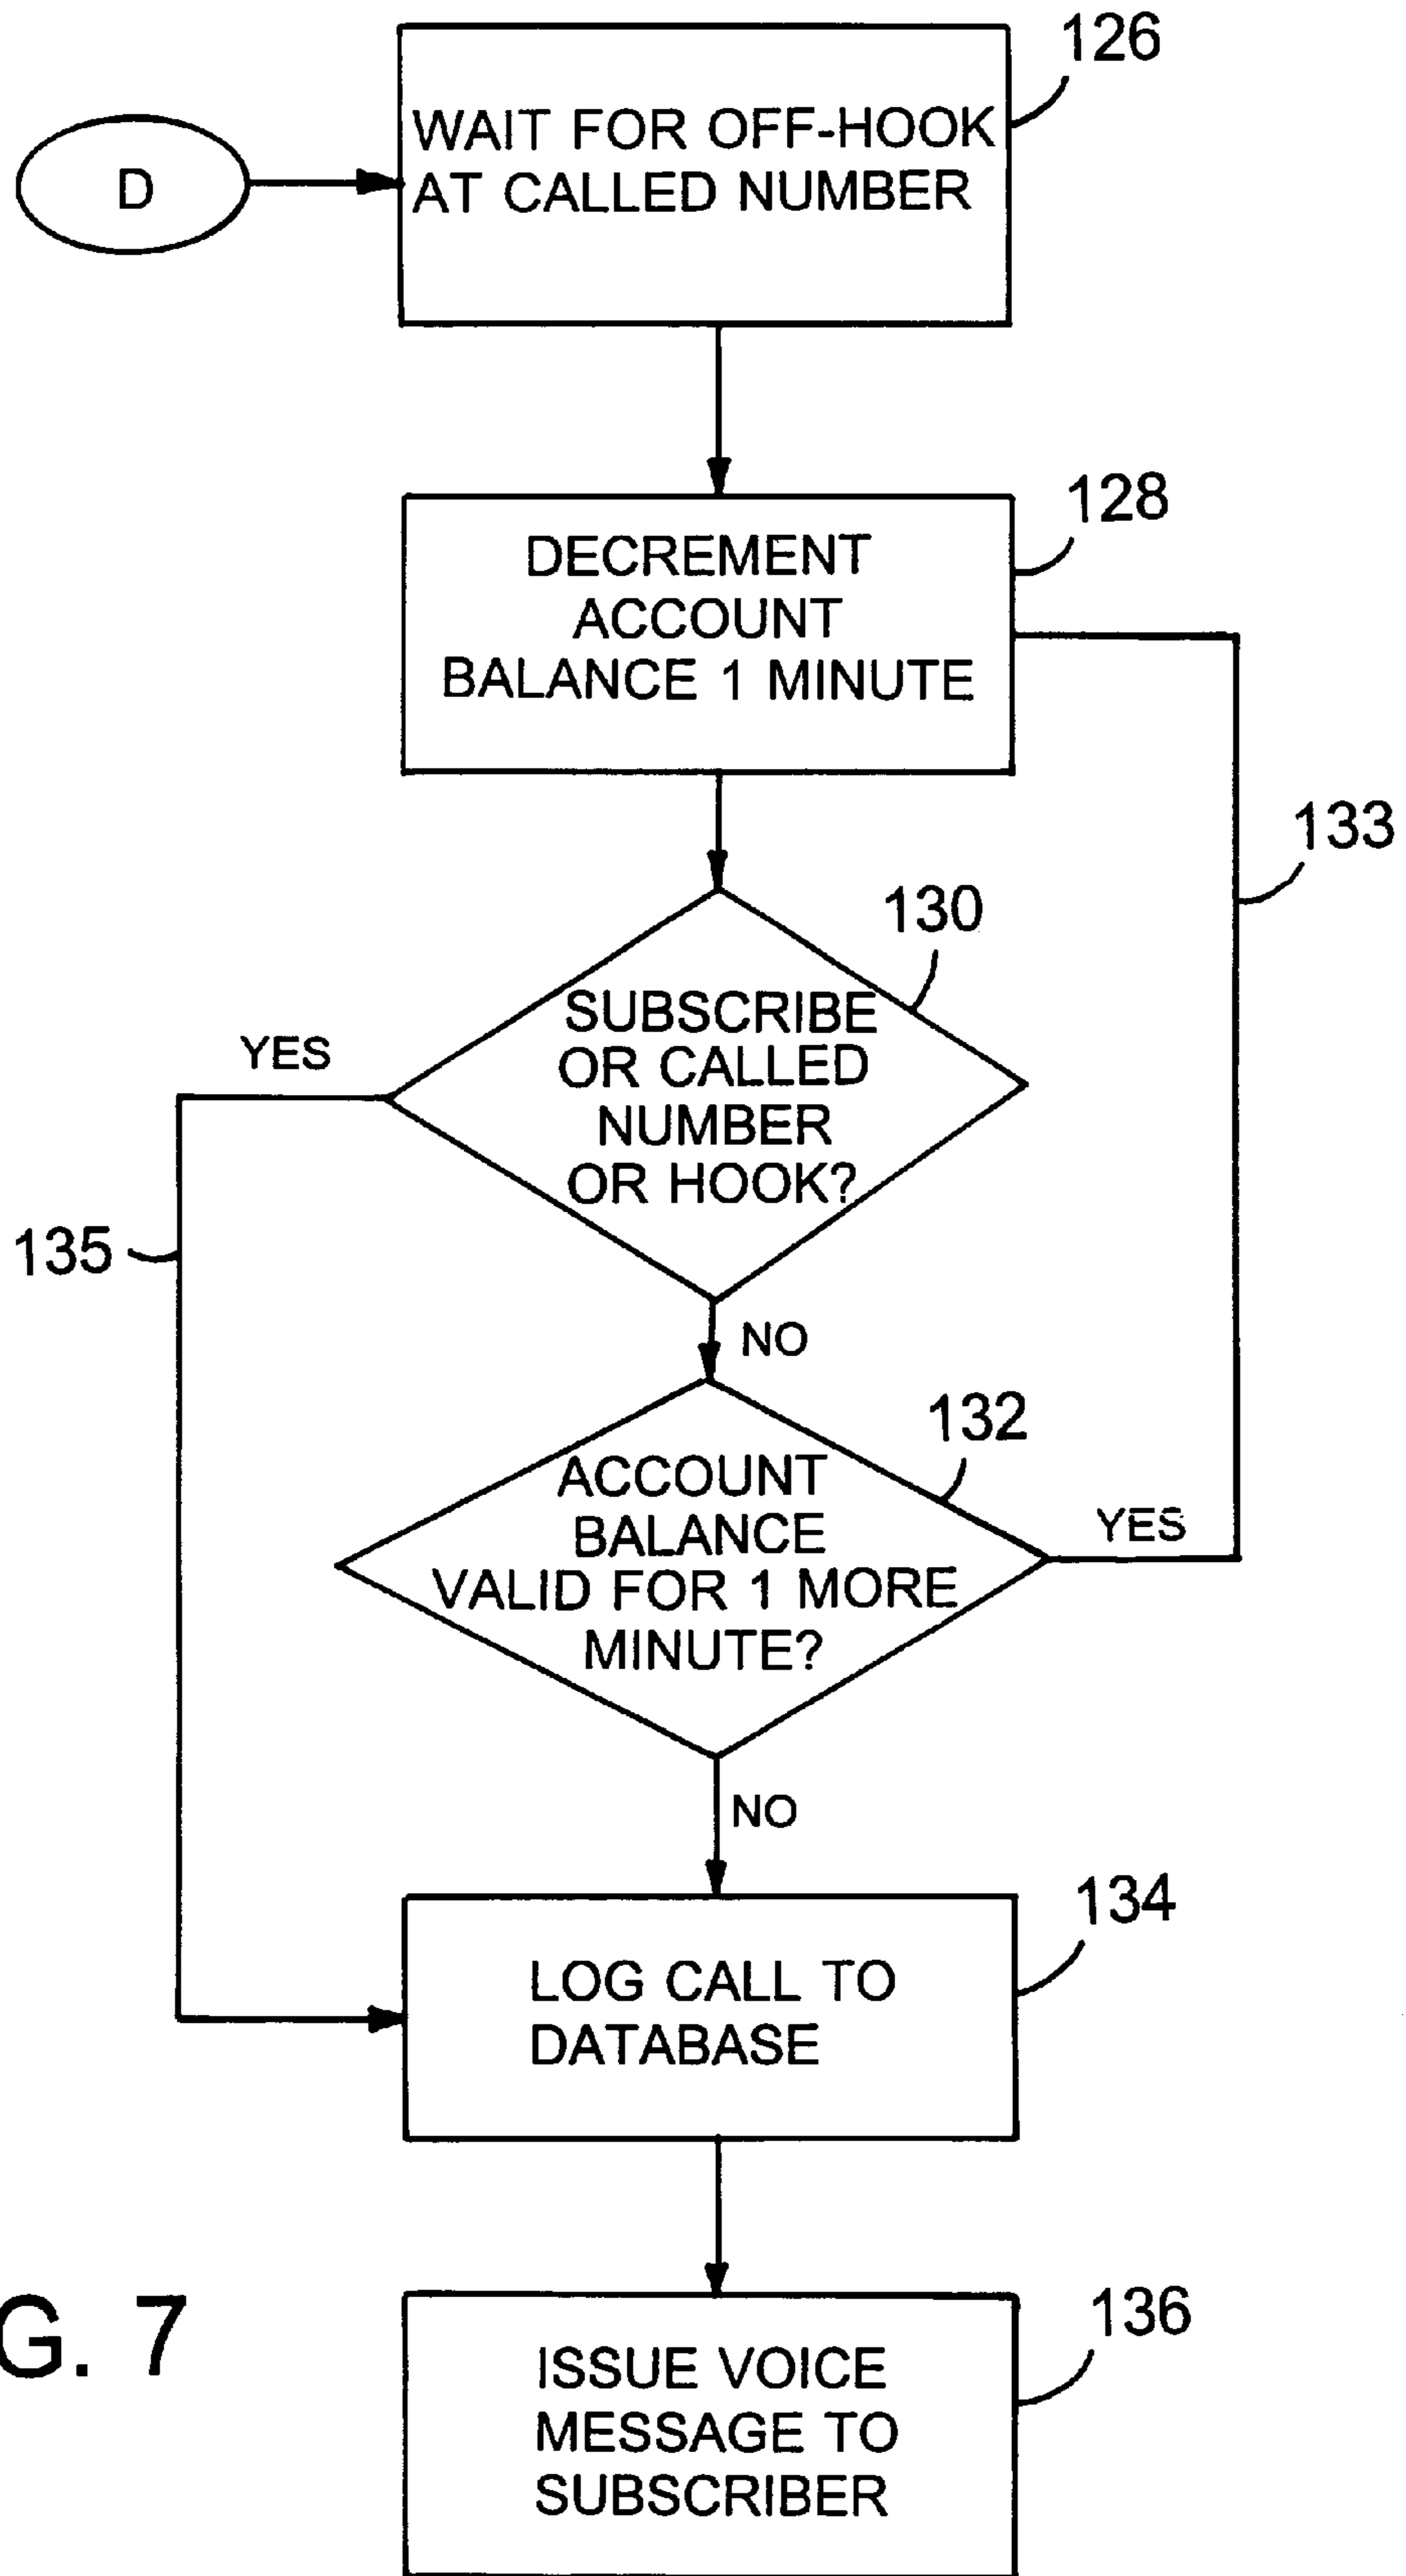 126
WAIT FOR OFF-HOOK
AT CALLED NUMBER
D
128
DECREMENT
ACCOUNT
BALANCE 1 MINUTE
133
130
SUBSCRIBE
OR CALLED
NUMBER
OR HOOK?
YES
135
NO
132
ACCOUNT
BALANCE
VALID FOR 1 MORE
MINUTE?
YES
NO
134
LOG CALL TO
DATABASE
136
ISSUE VOICE
MESSAGE TO
SUBSCRIBER
G. 7